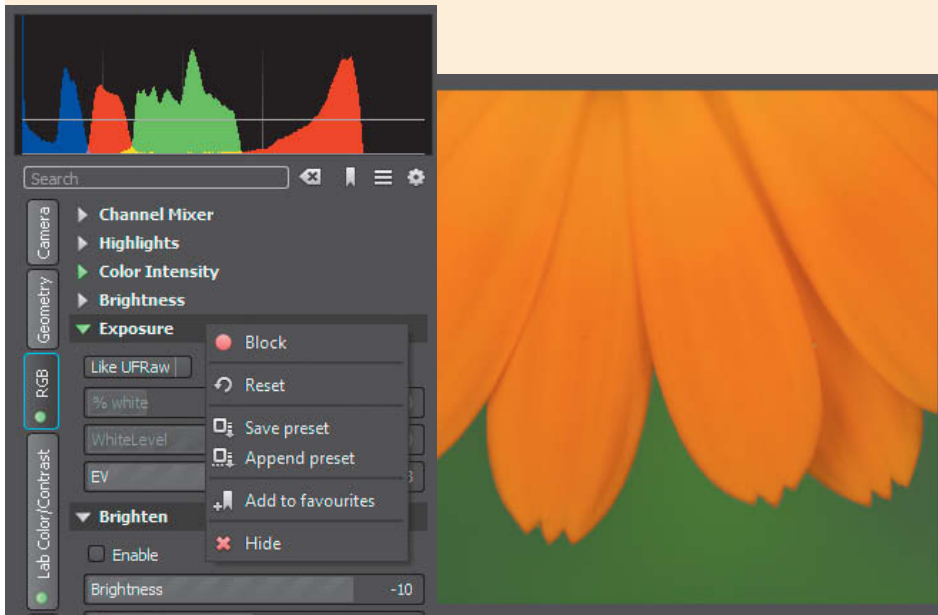 Search
Camera
Geometry
RGB
Lab Color/Contrast
Channel Mixer
Highlights
Color Intensity
Brightness
Exposure
Like UFRaw
% white
WhiteLevel
EV
Block
Reset
Save preset
Append preset
Add to favourites
Hide
Brighten
Enable
Brightness -10